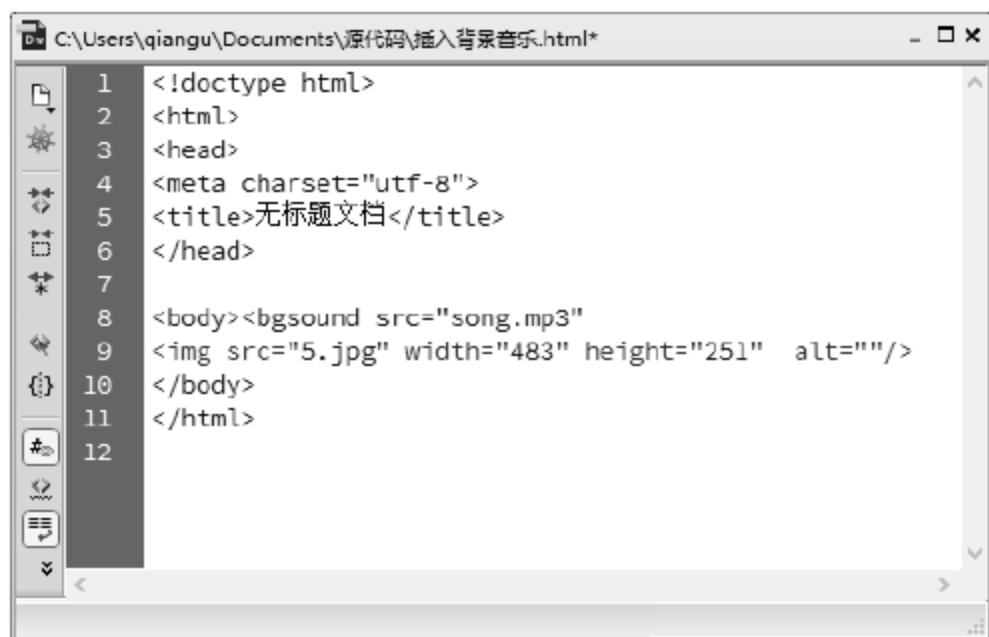 C:\Users\qiangu\Documents\源代码\插入背景音乐.html*
1 <!doctype html>
2 <html>
3 <head>
4 <meta charset="utf-8">
5 <title>无标题文档</title>
6 </head>
7
8 <body><bgsound src="song.mp3"
9 <img src="5.jpg" width="483" height="251"  alt=""/>
10 </body>
11 </html>
12